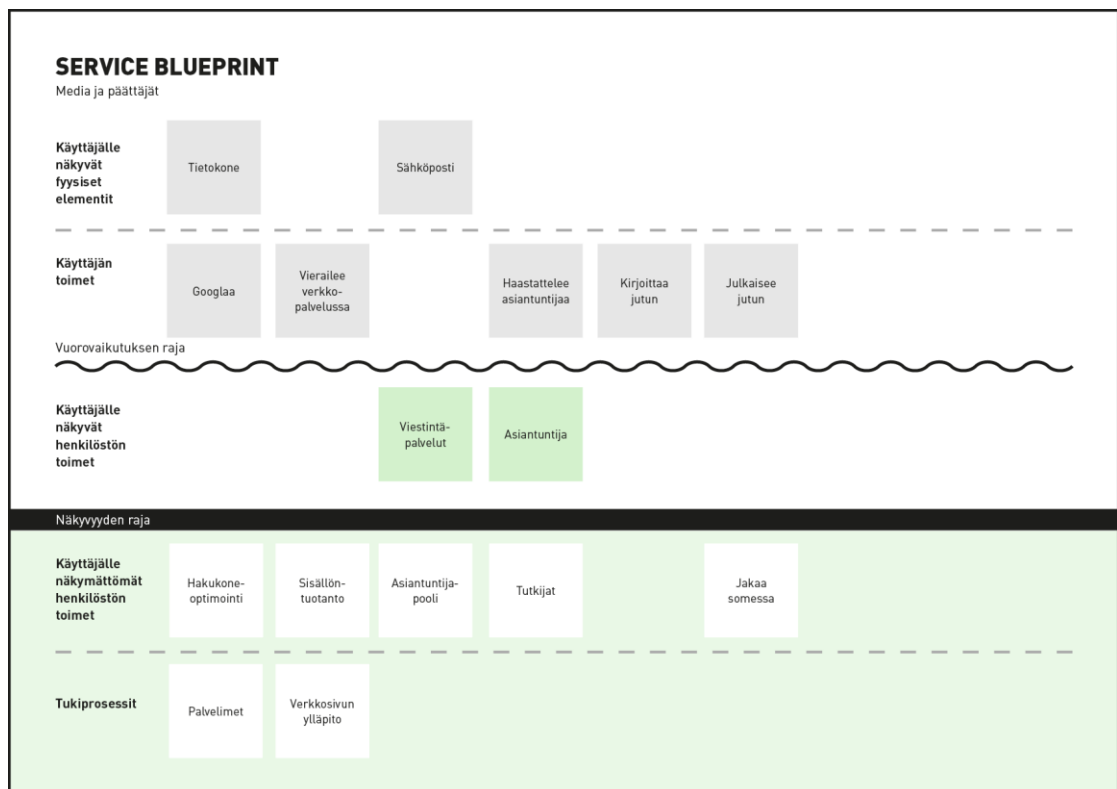 SERVICE BLUEPRINT
Media ja päättäjät
Käyttäjälle
näkyvät
fyysiset
elementit
Tietokone
Sähköposti
Käyttäjän
toimet
Googlaa
Vierailee
verkko-
palvelussa
Haastattelee
asiantuntijaa
Kirjoittaa
jutun
Julkaisee
jutun
Vuorovaikutuksen raja
Käyttäjälle
näkyvät
henkilöstön
toimet
Viestintä-
palvelut
Asiantuntija
Näkyvyyden raja
Käyttäjälle
näkymättömät
henkilöstön
toimet
Hakukone-
optimointi
Sisällön-
tuotanto
Asiantuntija-
pooli
Tutkijat
Jakaa
somessa
Tukiprosessit
Palvelimet
Verkkosivun
ylläpito